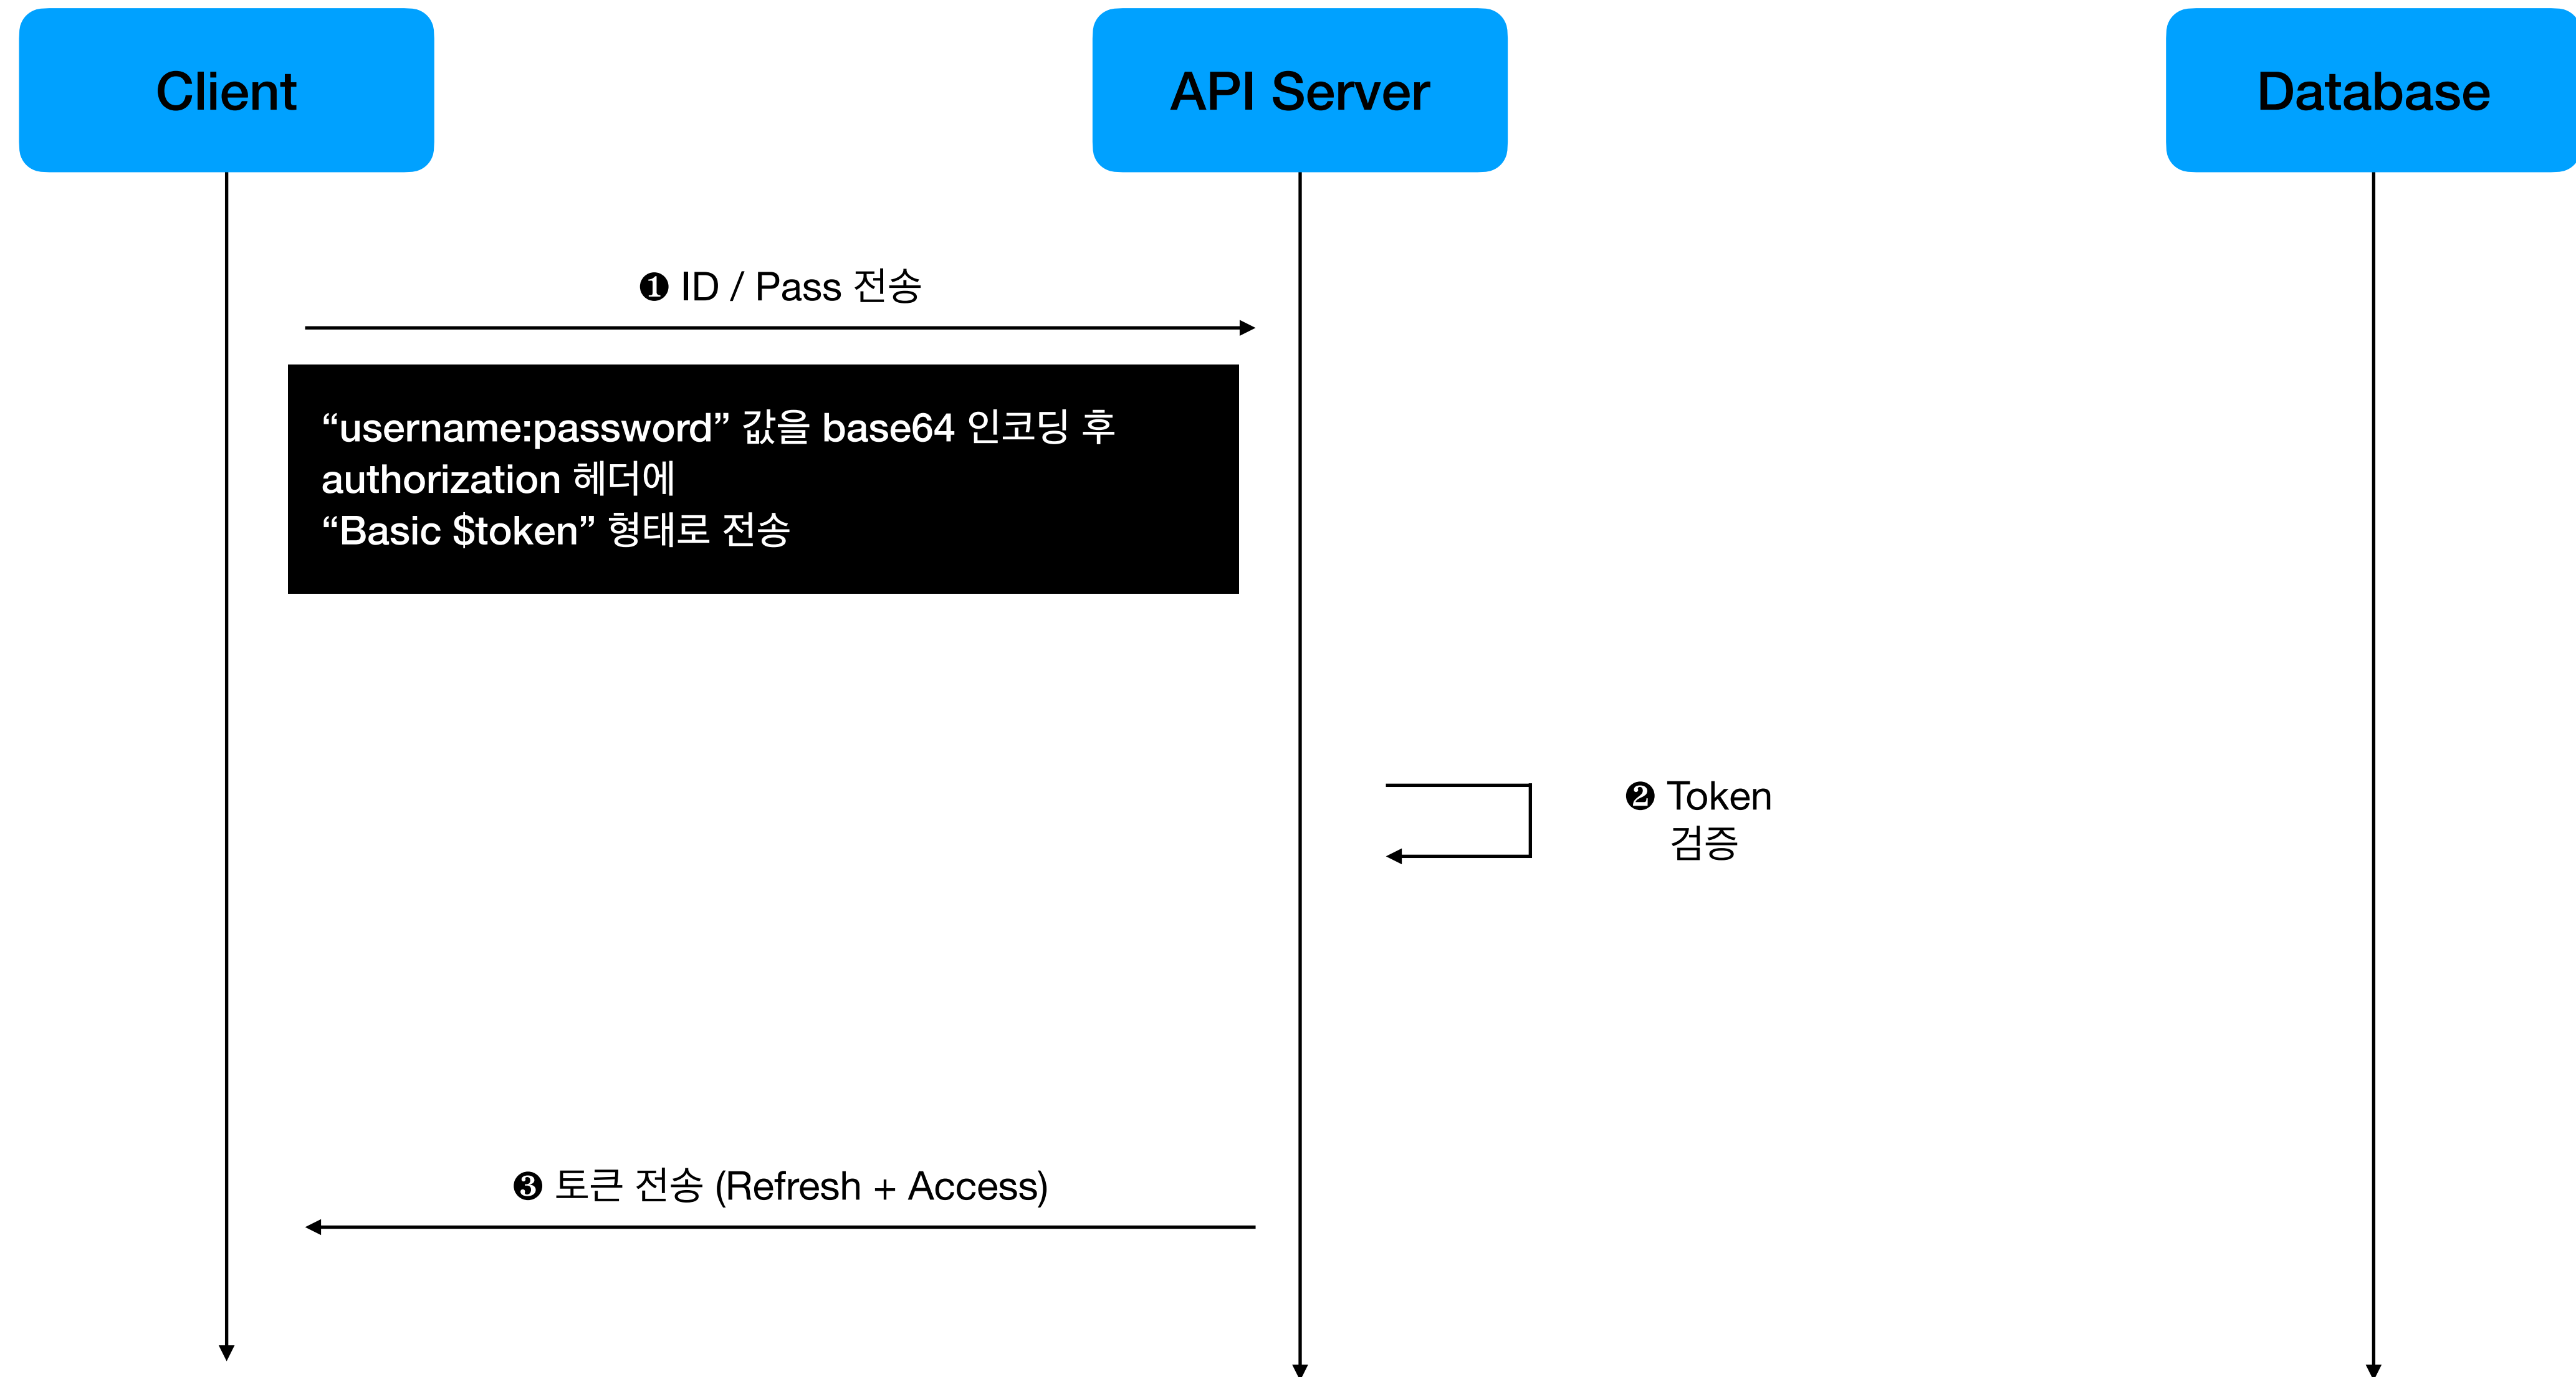 Client
API Server
Database
❶ ID / Pass 전송
“username:password” 값을 base64 인코딩 후
authorization 헤더에
“Basic $token” 형태로 전송
❷ Token
검증
❸ 토큰 전송 (Refresh + Access)